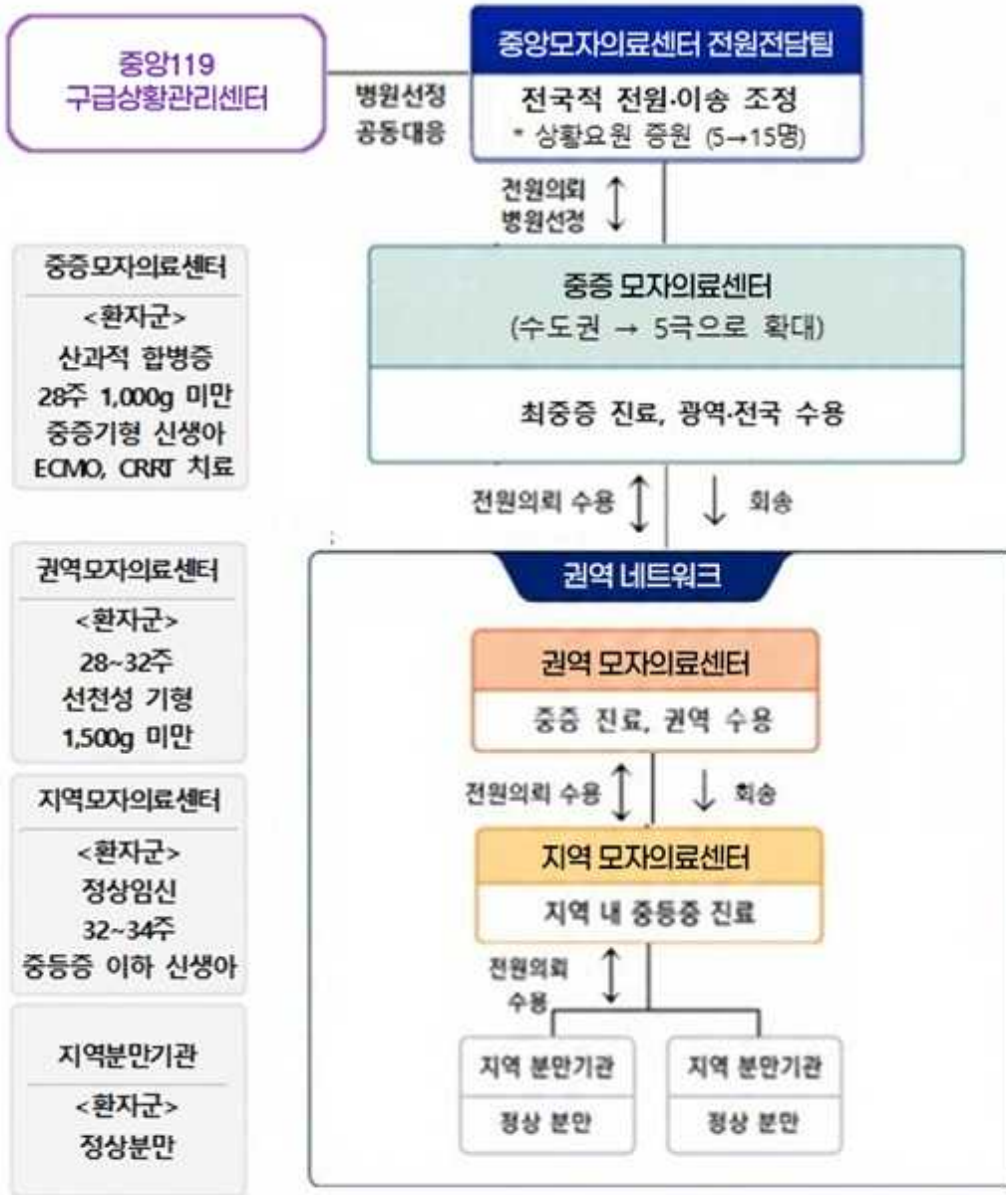 중앙119
구급상황관리센터
병원선정
공동대응
중앙모자의료센터 전원전담팀
전국적 전원·이송 조정
* 상황요원 증원 (5→15명)
전원의뢰
병원선정
중증모자의료센터
<환자군>
산과적 합병증
28주 1,000g 미만
중증기형 신생아
ECMO, CRRT 치료
중증 모자의료센터
(수도권 → 5극으로 확대)
최중증 진료, 광역·전국 수용
전원의뢰 수용
회송
권역모자의료센터
<환자군>
28~32주
선천성 기형
1,500g 미만
권역 네트워크
권역 모자의료센터
중증 진료, 권역 수용
전원의뢰 수용
회송
지역모자의료센터
<환자군>
정상임신
32~34주
중등증 이하 신생아
지역 모자의료센터
지역 내 중등증 진료
전원의뢰
수용
지역분만기관
<환자군>
정상분만
지역 분만기관
정상 분만
지역 분만기관
정상 분만